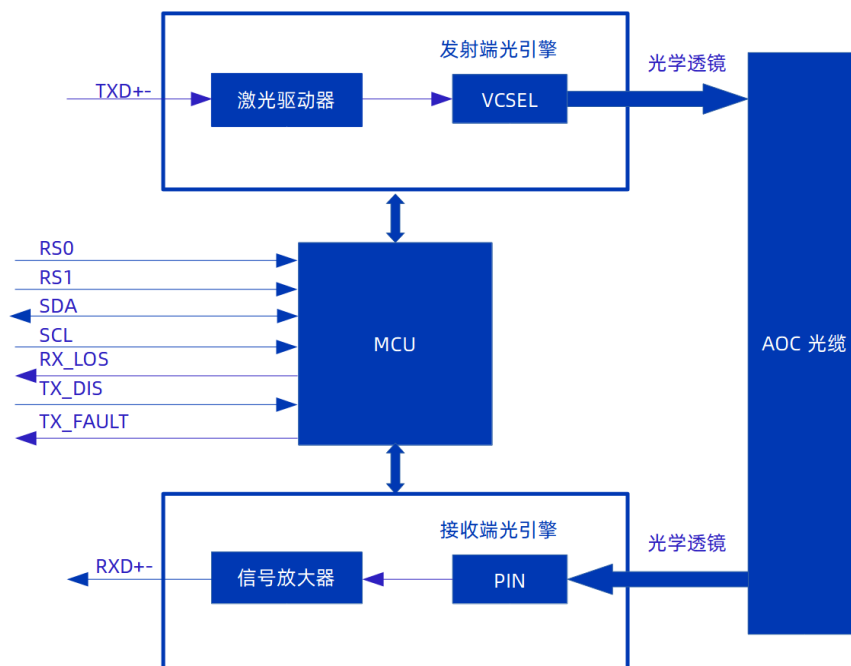 发射端光引擎
光学透镜
TXD+-
激光驱动器
VCSEL
RS0
RS1
SDA
SCL
RX_LOS
TX_DIS
TX_FAULT
MCU
AOC 光缆
接收端光引擎
光学透镜
RXD+-
信号放大器
PIN